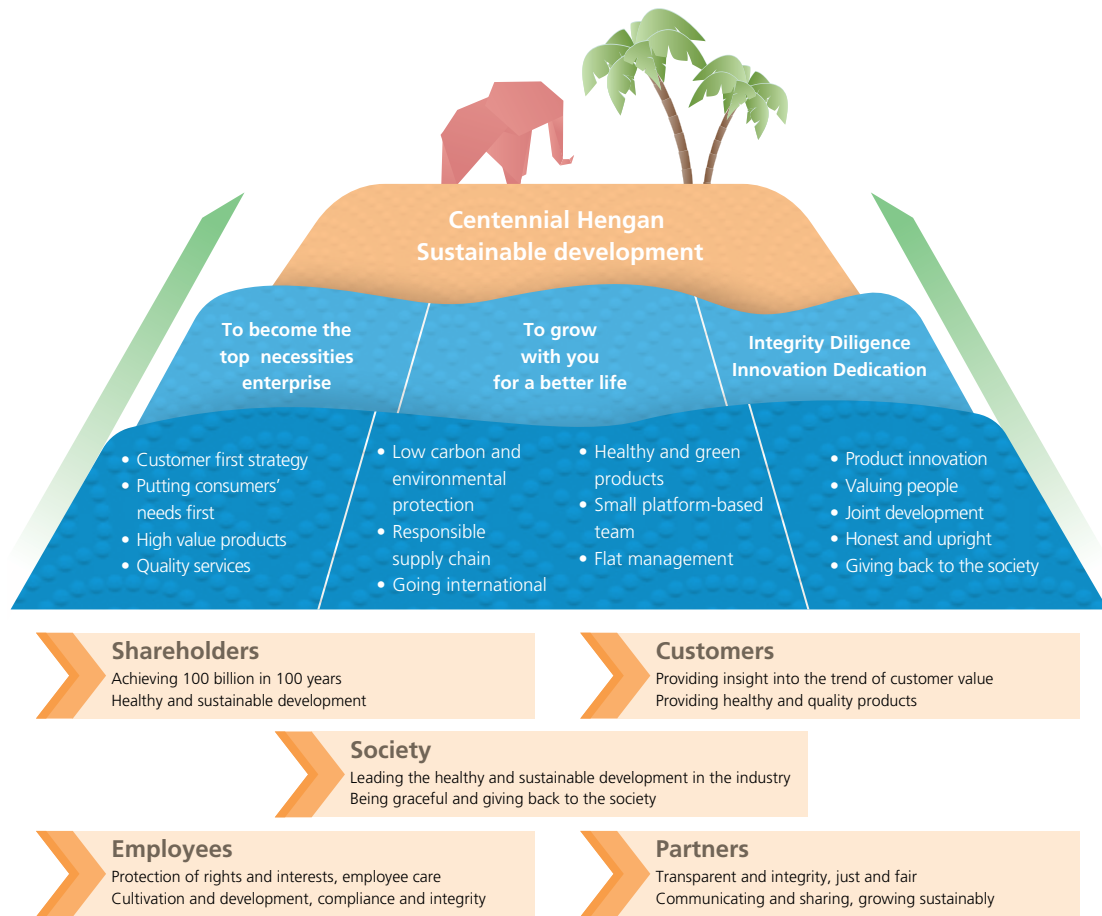 Centennial Hengan
Sustainable development
To become the
top necessities
enterprise
To grow
with you
for a better life
Integrity Diligence
Innovation Dedication
• Customer first strategy
• Putting consumers'
needs first
• High value products
• Quality services
• Low carbon and
environmental
protection
• Responsible
supply chain
• Going international
• Healthy and green
products
• Small platform-based
team
• Flat management
• Product innovation
• Valuing people
• Joint development
• Honest and upright
• Giving back to the society
Shareholders
Achieving 100 billion in 100 years
Healthy and sustainable development
Customers
Providing insight into the trend of customer value
Providing healthy and quality products
Society
Leading the healthy and sustainable development in the industry
Being graceful and giving back to the society
Employees
Protection of rights and interests, employee care
Cultivation and development, compliance and integrity
Partners
Transparent and integrity, just and fair
Communicating and sharing, growing sustainably